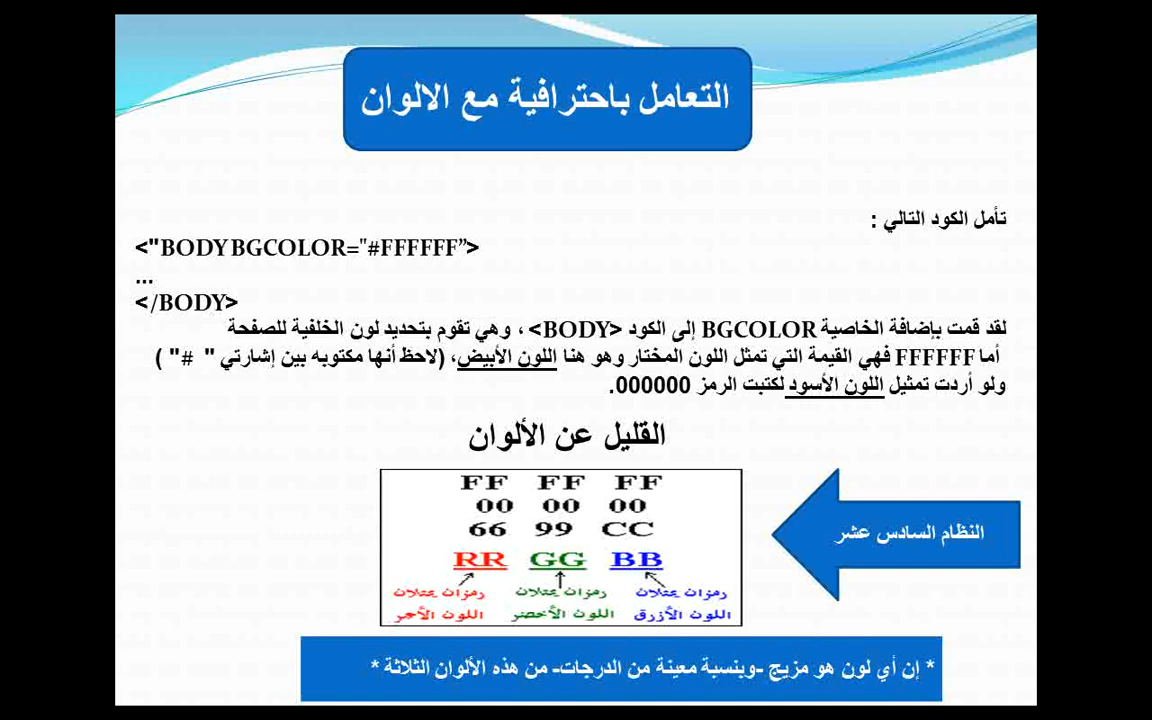 التعامل باحترافية مع الالوان
تأمل الكود التالي :
<"BODY BGCOLOR="#FFFFFF”>
...
</BODY>
لقد قمت بإضافة الخاصية BGCOLOR إلى الكود <BODY> ، وهي تقوم بتحديد لون الخلفية للصفحة
أما FFFFFF فهي القيمة التي تمثل اللون المختار وهو هنا اللون الأبيض، (لاحظ أنها مكتوبه بين إشارتي " #" )
ولو أردت تمثيل اللون الأسود لكتبت الرمز 000000.
القليل عن الألوان
FF FF FF
00 00 00
66 99 CC
RR GG BB
رمزان يمثلان رمزان يمثلان رمزان يمثلان
اللون الأحمر اللون الأخضر اللون الأزرق
النظام السادس عشر
* إن أي لون هو مزيج -وبنسبة معينة من الدرجات- من هذه الألوان الثلاثة *